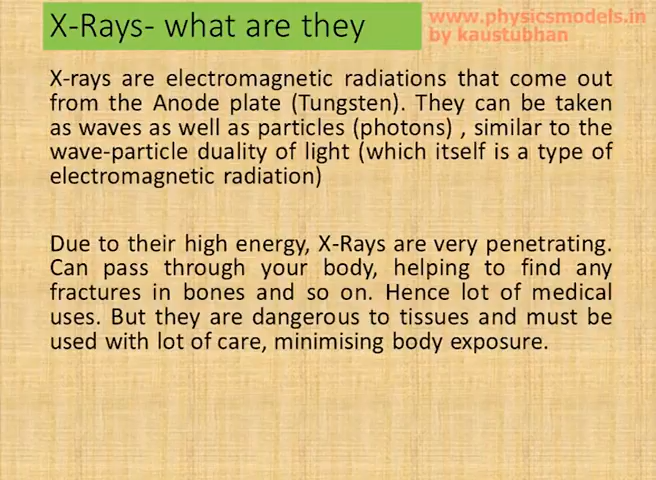 X-Rays- what are they
www.physicsmodels.in
by kaustubhan
X-rays are electromagnetic radiations that come out
from the Anode plate (Tungsten). They can be taken
as waves as well as particles (photons) , similar to the
wave-particle duality of light (which itself is a type of
electromagnetic radiation)
Due to their high energy, X-Rays are very penetrating.
Can pass through your body, helping to find any
fractures in bones and so on. Hence lot of medical
uses. But they are dangerous to tissues and must be
used with lot of care, minimising body exposure.